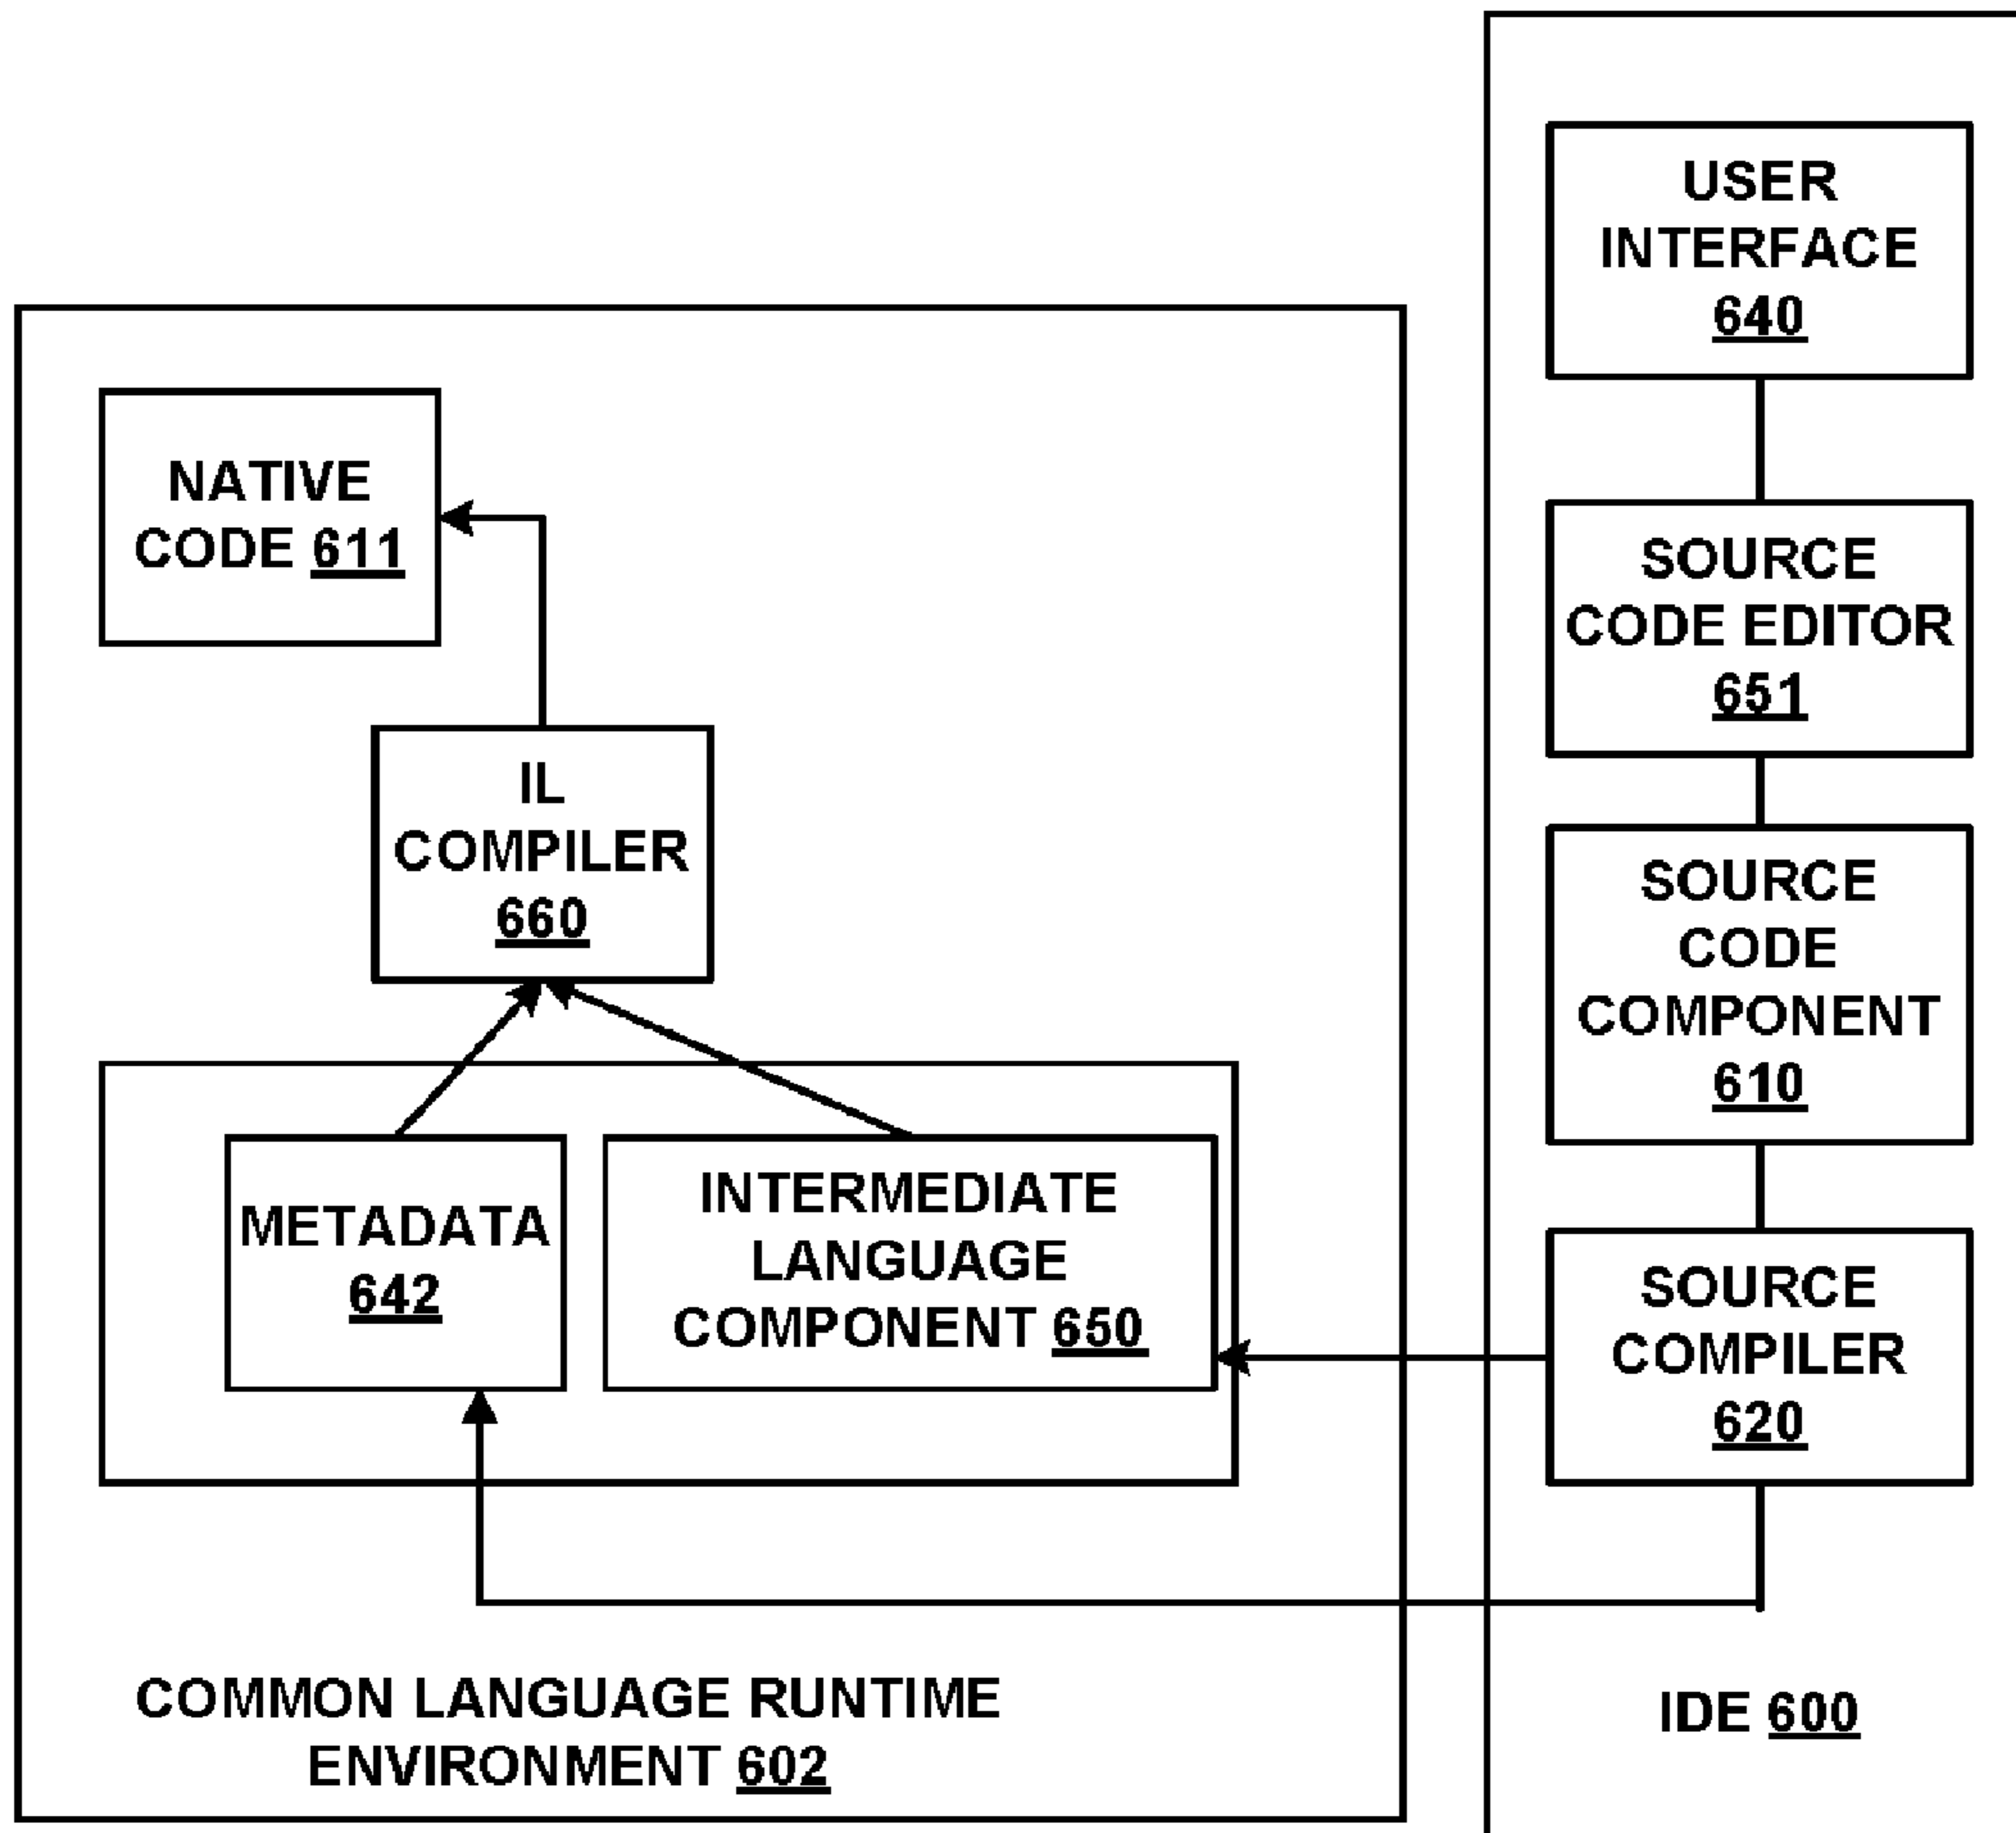 USER
INTERFACE
640
NATIVE
CODE 611
SOURCE
CODE EDITOR
651
IL
COMPILER
660
SOURCE
CODE
COMPONENT
610
METADATA
642
INTERMEDIATE
LANGUAGE
COMPONENT 650
SOURCE
COMPILER
620
COMMON LANGUAGE RUNTIME
ENVIRONMENT 602
IDE 600